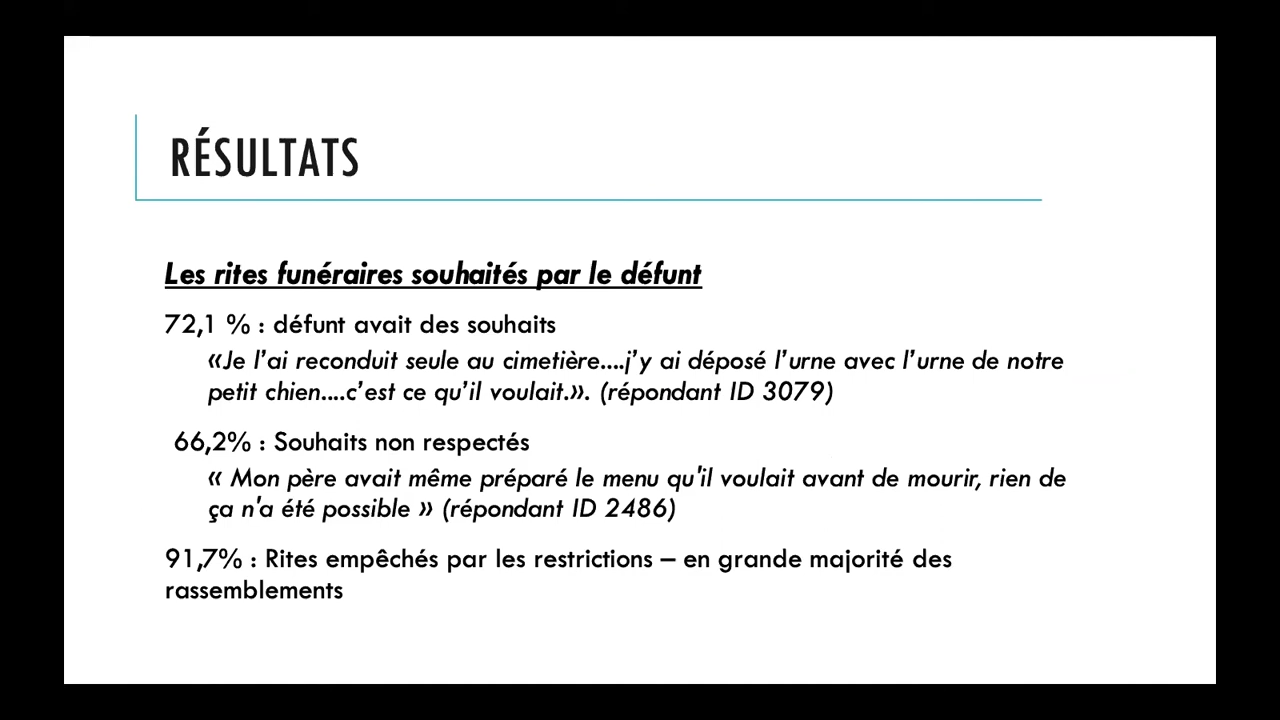 RÉSULTATS
Les rites funéraires souhaités par le défunt
72,1 % : défunt avait des souhaits
«Je l’ai reconduit seule au cimetière....j’y ai déposé l’urne avec l’urne de notre
petit chien....c’est ce qu’il voulait.». (répondant ID 3079)
66,2% : Souhaits non respectés
« Mon père avait même préparé le menu qu'il voulait avant de mourir, rien de
ça n'a été possible » (répondant ID 2486)
91,7% : Rites empêchés par les restrictions – en grande majorité des
rassemblements